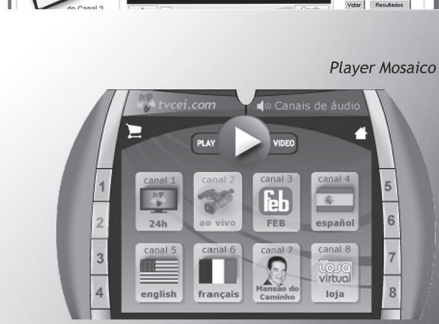 do Canal 2
Votar Resultados
Player Mosaico
tvcei.com Canais de áudio
PLAY VIDEO
canal 1 canal 2 canal 3 canal 4
feb
24h ao vivo FEB español
canal 5 canal 6 canal 7 canal 8
loja virtual
english français Mansão do Caminho loja
1
2
3
4
5
6
7
8